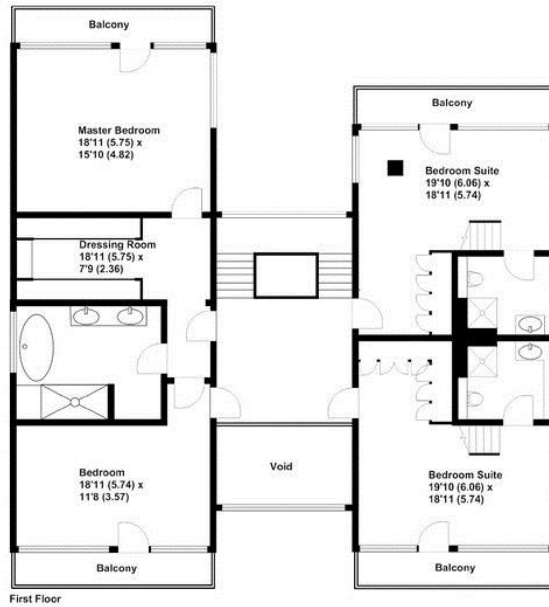 Balcony
Master Bedroom
18'11 (5.75) x
15'10 (4.82)
Balcony
Bedroom Suite
19'10 (6.06) x
18'11 (5.74)
Dressing Room
18'11 (5.75) x
7'9 (2.36)
Void
Bedroom
18'11 (5.74) x
11'8 (3.57)
Bedroom Suite
19'10 (6.06) x
18'11 (5.74)
Balcony
Balcony
First Floor